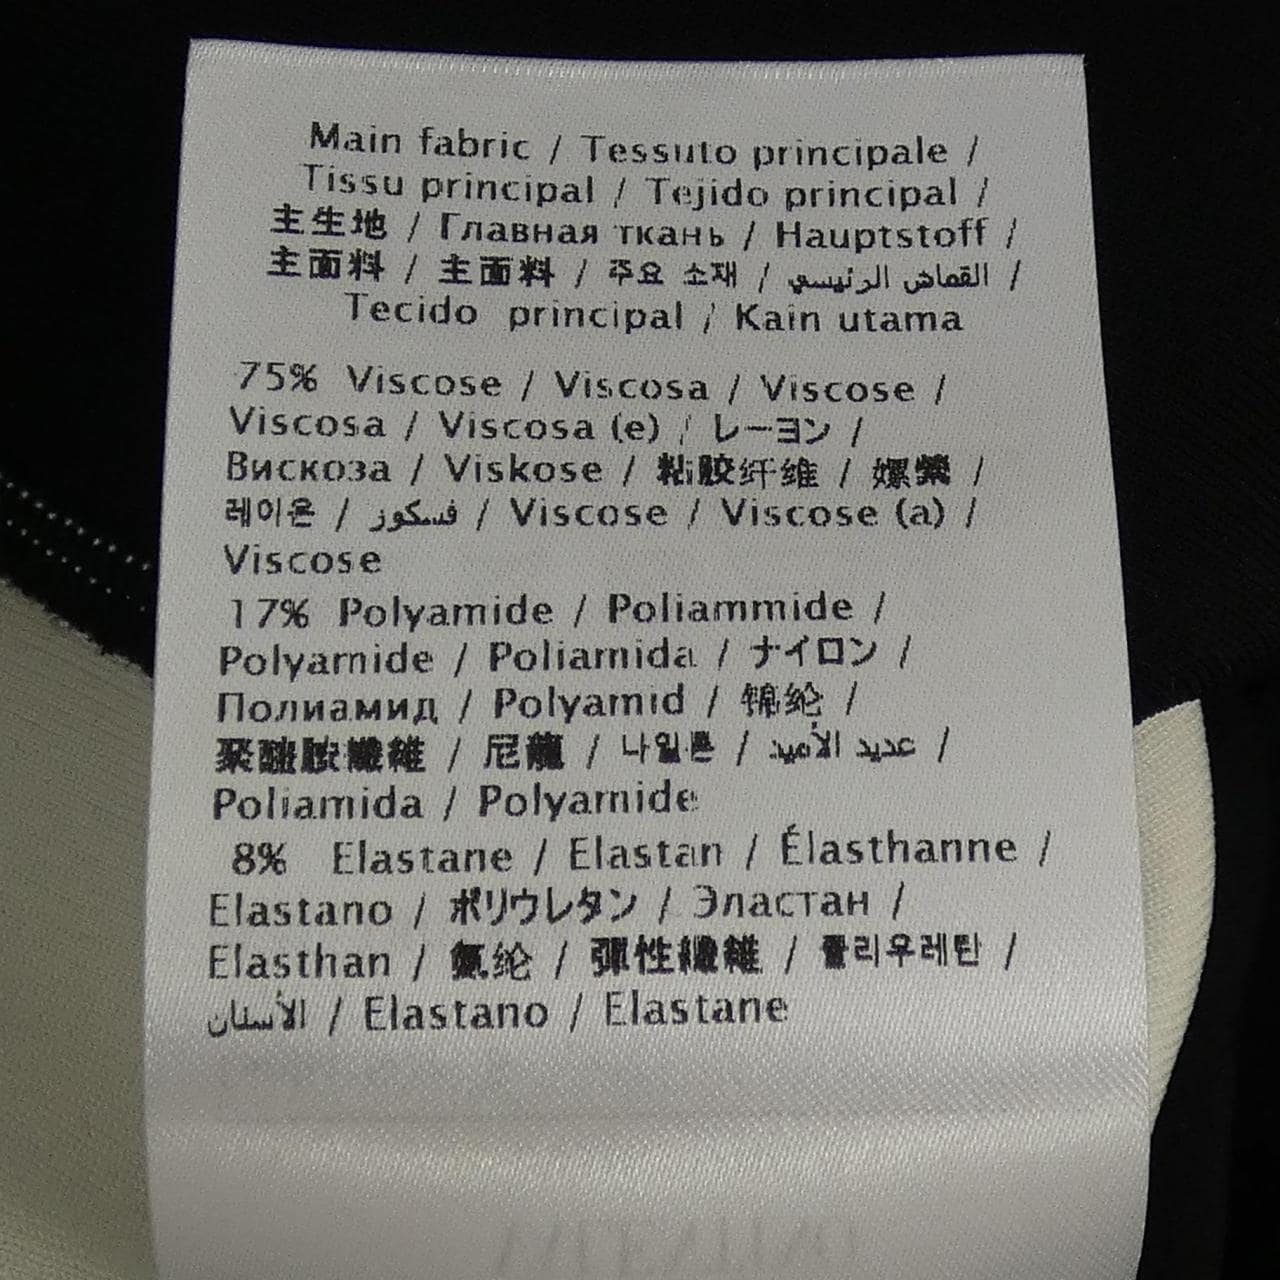 Main fabric / Tessuto principale /
Tissu principal / Tejido principal /
主生地 / Главная ткань / Hauptstoff /
主面料 / 主面料 / 주요 소재 / القماش الرئيسي /
Tecido principal / Kain utama
75% Viscose / Viscosa / Viscose /
Viscosa / Viscosa (e) / レーヨン /
Вискоза / Viskose / 粘胶纤维 / 嫘縈 /
레이온 / فسكوز / Viscose / Viscose (a) /
Viscose
17% Polyamide / Poliammide /
Polyamide / Poliamida / ナイロン /
Полиамид / Polyamid / 锦纶 /
聚醯胺纖維 / 尼龍 / 나일론 / عديد الأميد /
Poliamida / Polyamide
8% Elastane / Elastan / Élasthanne /
Elastano / ポリウレタン / Эластан /
Elasthan / 氨纶 / 彈性纖維 / 폴리우레탄 /
الأستان / Elastano / Elastane